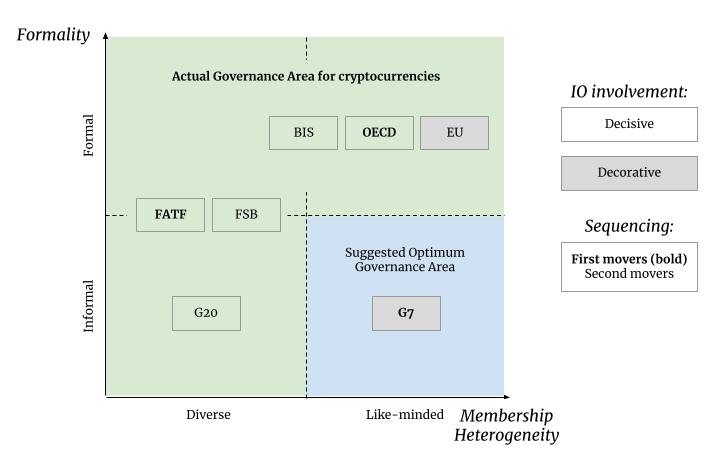 Formality
Actual Governance Area for cryptocurrencies
Formal
BIS
OECD
EU
FATF
FSB
Suggested Optimum
Governance Area
Informal
G20
G7
Diverse
Like-minded
Membership
Heterogeneity
IO involvement:
Decisive
Decorative
Sequencing:
First movers (bold)
Second movers